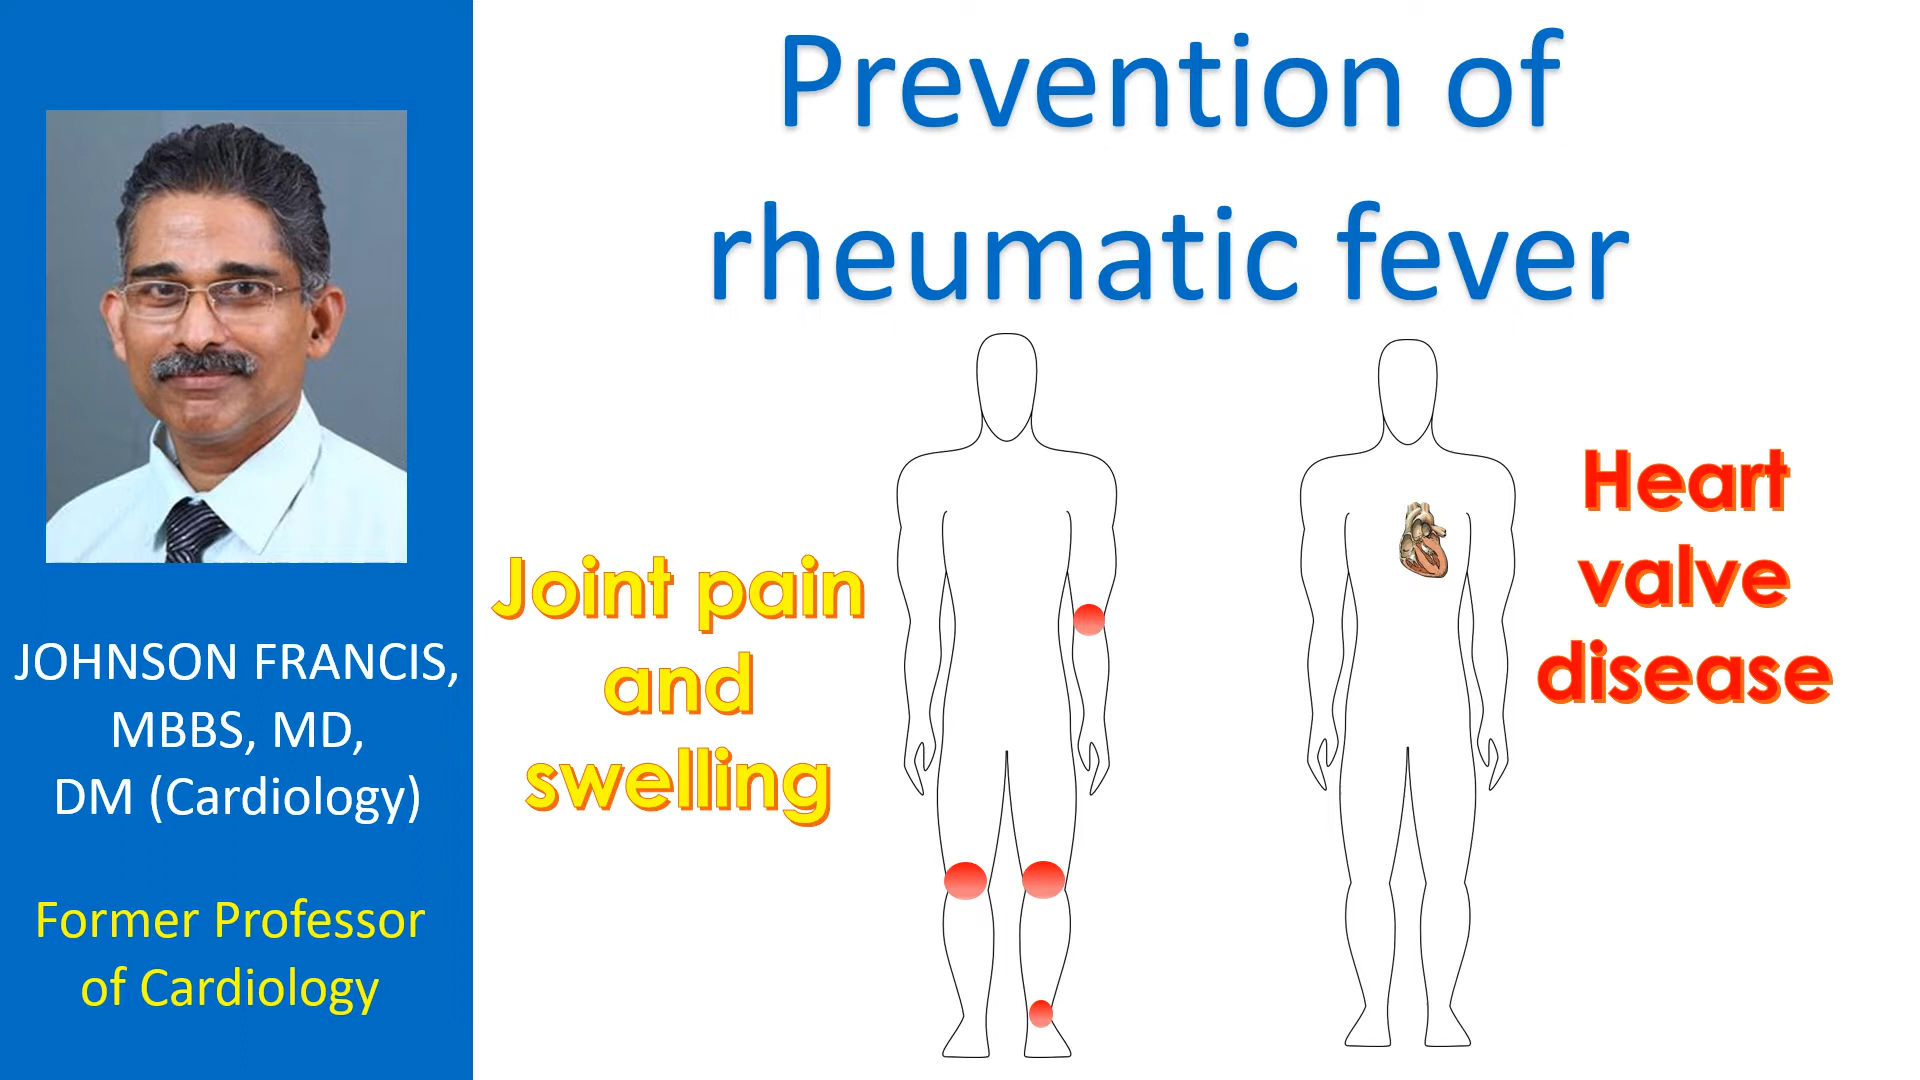 Prevention of
rheumatic fever
Joint pain
and
swelling
Heart
valve
disease
JOHNSON FRANCIS,
MBBS, MD,
DM (Cardiology)
Former Professor
of Cardiology